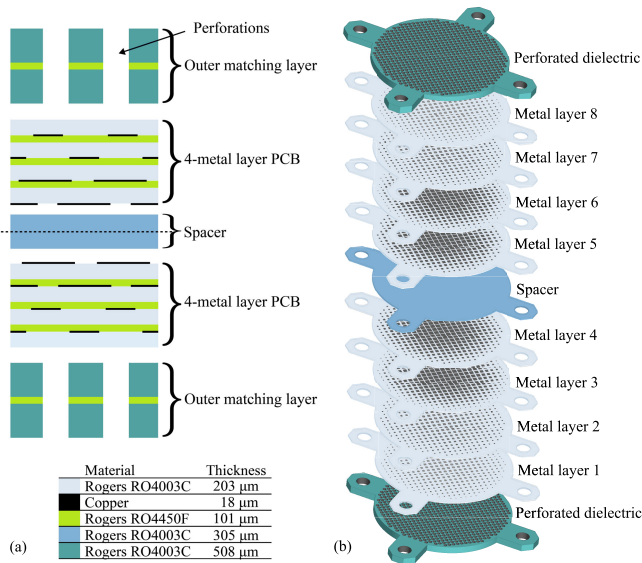 Perforations
Outer matching layer
4-metal layer PCB
Spacer
4-metal layer PCB
Outer matching layer
Material Thickness
Rogers RO4003C 203 μm
Copper 18 μm
Rogers RO4450F 101 μm
Rogers RO4003C 305 μm
Rogers RO4003C 508 μm
(a)
Perforated dielectric
Metal layer 8
Metal layer 7
Metal layer 6
Metal layer 5
Spacer
Metal layer 4
Metal layer 3
Metal layer 2
Metal layer 1
Perforated dielectric
(b)